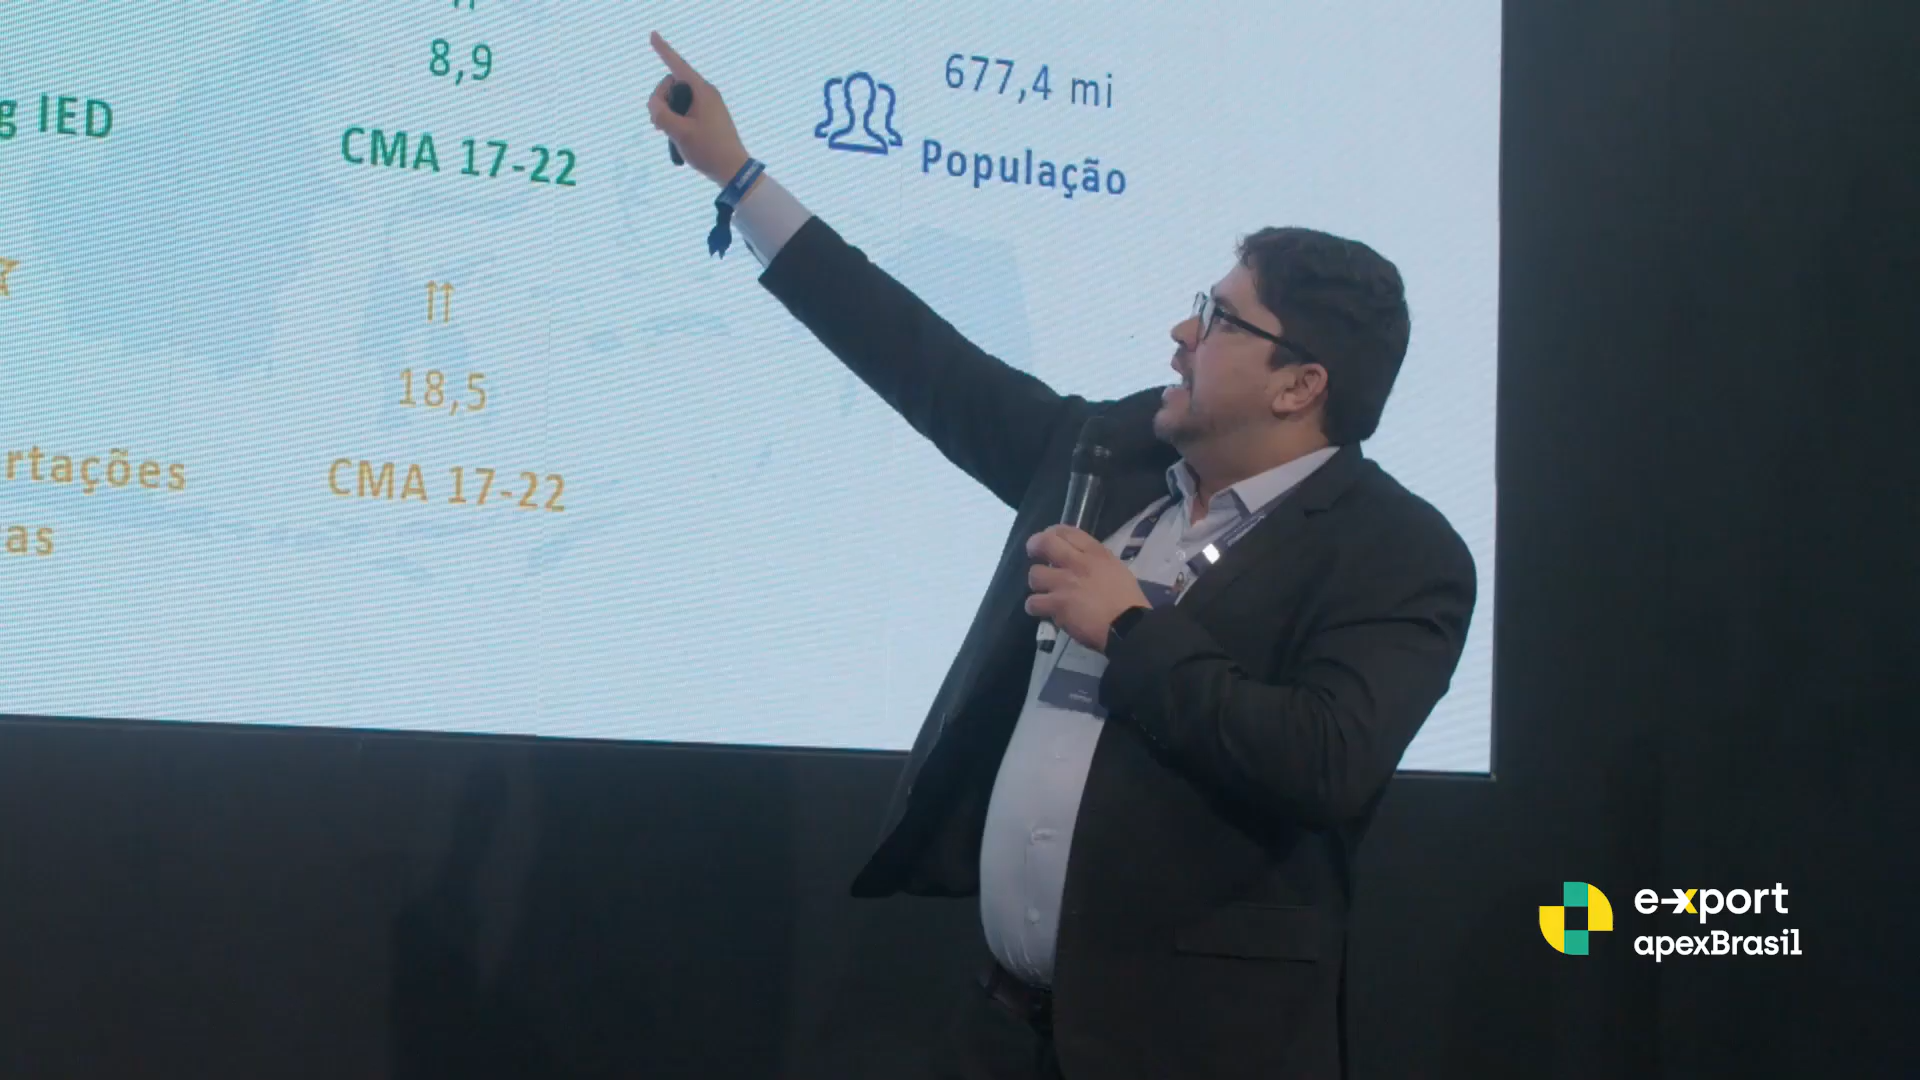 8,9
g IED
CMA 17-22
677,4 mi
População
18,5
rtações
CMA 17-22
as
e-xport
apexBrasil